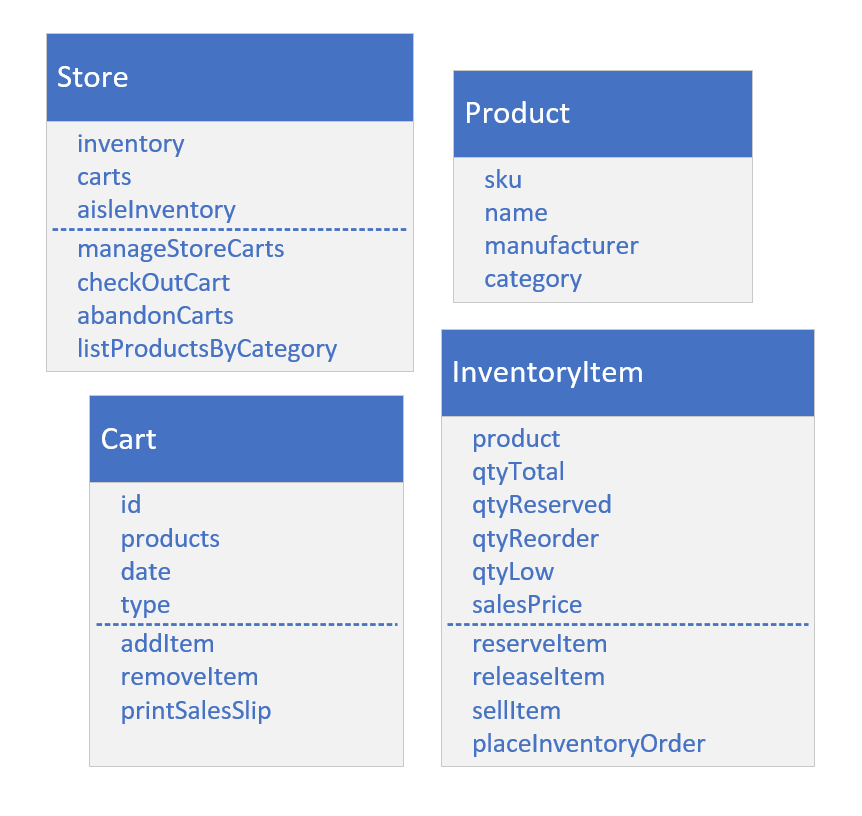 Store
inventory
carts
aisleInventory
manageStoreCarts
checkOutCart
abandonCarts
listProductsByCategory
Product
sku
name
manufacturer
category
Cart
id
products
date
type
addItem
removeItem
printSalesSlip
InventoryItem
product
qtyTotal
qtyReserved
qtyReorder
qtyLow
salesPrice
reserveItem
releaseItem
sellItem
placeInventoryOrder